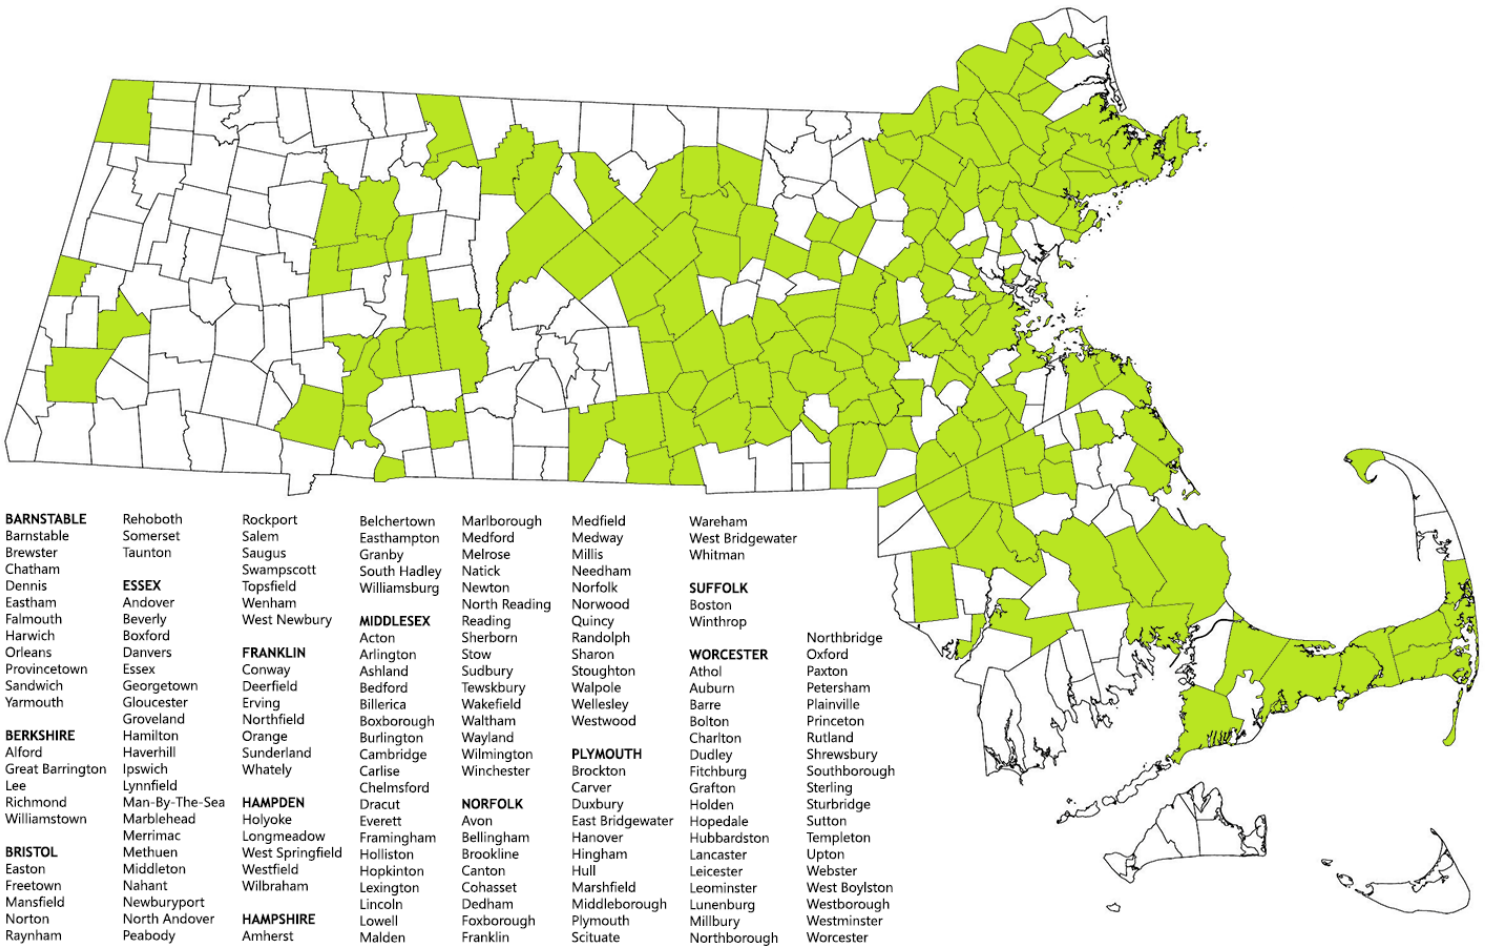 BARNSTABLE
Barnstable
Brewster
Chatham
Dennis
Eastham
Falmouth
Harwich
Orleans
Provincetown
Sandwich
Yarmouth
BERKSHIRE
Alford
Great Barrington
Lee
Richmond
Williamstown
BRISTOL
Easton
Freetown
Mansfield
Norton
Raynham
Rehoboth
Somerset
Taunton
ESSEX
Andover
Beverly
Boxford
Danvers
Essex
Georgetown
Gloucester
Groveland
Hamilton
Haverhill
Ipswich
Lynnfield
Man-By-The-Sea
Marblehead
Merrimac
Methuen
Middleton
Nahant
Newburyport
North Andover
Peabody
Rockport
Salem
Saugus
Swampscott
Topsfield
Wenham
West Newbury
FRANKLIN
Conway
Deerfield
Erving
Northfield
Orange
Sunderland
Whately
HAMPDEN
Holyoke
Longmeadow
West Springfield
Westfield
Wilbraham
HAMPSHIRE
Amherst
Belchertown
Easthampton
Granby
South Hadley
Williamsburg
MIDDLESEX
Acton
Arlington
Ashland
Bedford
Billerica
Boxborough
Burlington
Cambridge
Carlise
Chelmsford
Dracut
Everett
Framingham
Holliston
Hopkinton
Lexington
Lincoln
Lowell
Malden
Marlborough
Medford
Melrose
Natick
Newton
North Reading
Reading
Sherborn
Stow
Sudbury
Tewskbury
Wakefield
Waltham
Wayland
Wilmington
Winchester
NORFOLK
Avon
Bellingham
Brookline
Canton
Cohasset
Dedham
Foxborough
Franklin
Medfield
Medway
Millis
Needham
Norfolk
Norwood
Quincy
Randolph
Sharon
Stoughton
Walpole
Wellesley
Westwood
PLYMOUTH
Brockton
Carver
Duxbury
East Bridgewater
Hanover
Hingham
Hull
Marshfield
Middleborough
Plymouth
Scituate
Wareham
West Bridgewater
Whitman
SUFFOLK
Boston
Winthrop
WORCESTER
Athol
Auburn
Barre
Bolton
Charlton
Dudley
Fitchburg
Grafton
Holden
Hopedale
Hubbardston
Lancaster
Leicester
Leominster
Lunenburg
Millbury
Northborough
Northbridge
Oxford
Paxton
Petersham
Plainville
Princeton
Rutland
Shrewsbury
Southborough
Sterling
Sturbridge
Sutton
Templeton
Upton
Webster
West Boylston
Westborough
Westminster
Worcester